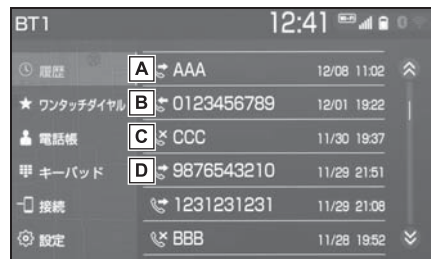 BT1 12:41
履歴 A AAA 12/08 11:02
ワンタッチダイヤル B 0123456789 12/01 19:22
電話帳 C CCC 11/30 19:37
キーパッド D 9876543210 11/29 21:51
接続 1231231231 11/29 21:08
設定 BBB 11/28 19:52